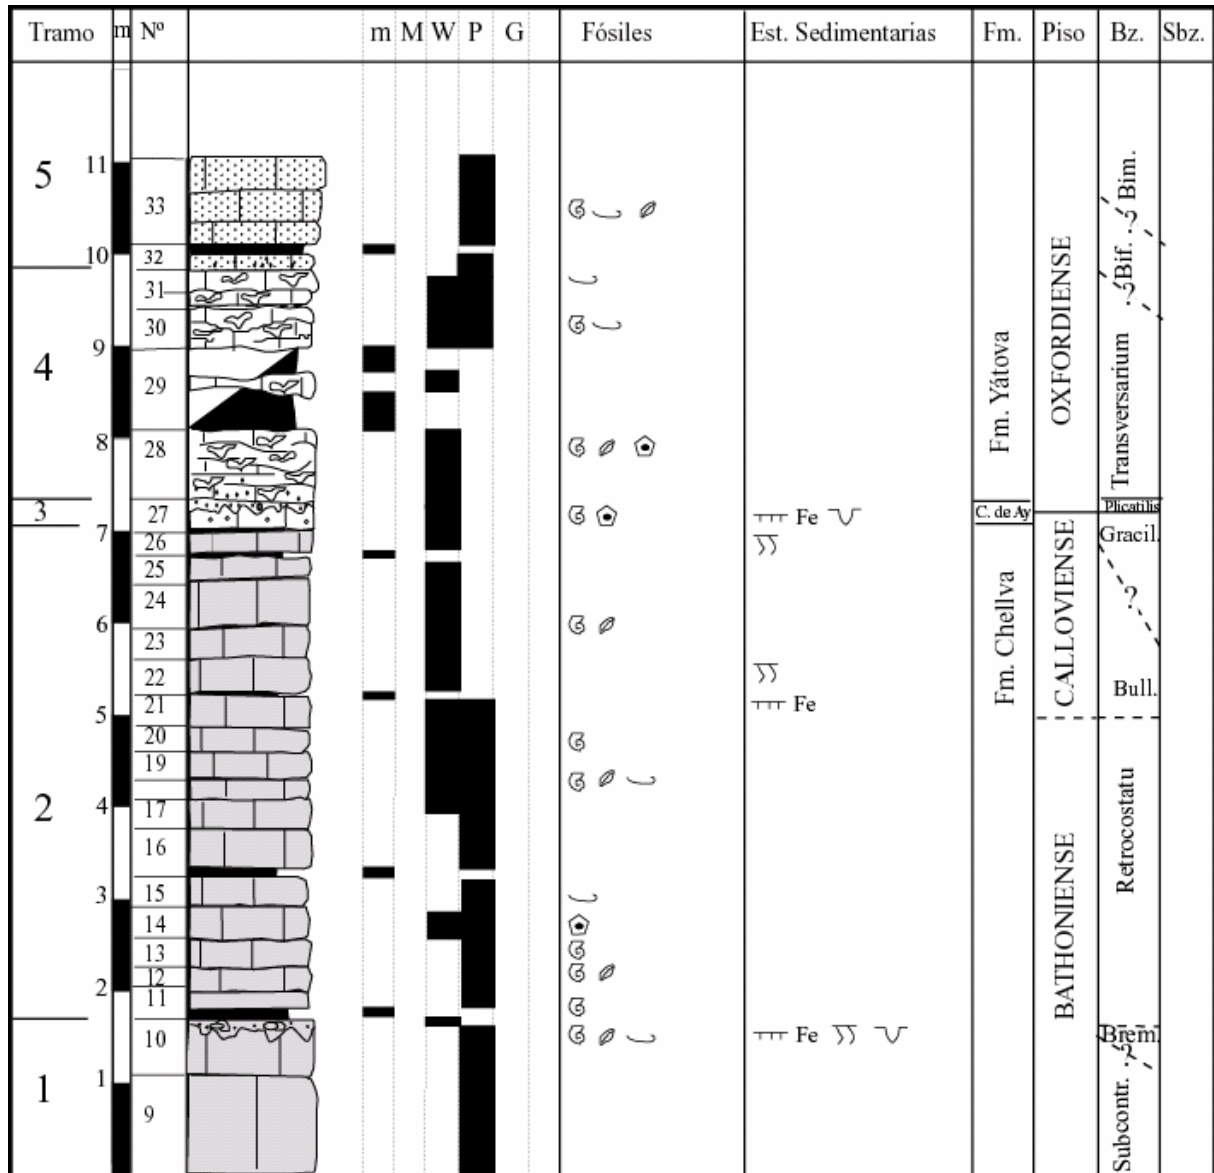 Tramo m Nº m M W P G Fósiles Est. Sedimentarias Fm. Piso Bz. Sbz.
5
4
3
2
1
11
10
9
8
7
6
5
4
3
2
1
33
32
31
30
29
28
27
26
25
24
23
22
21
20
19
17
16
15
14
13
12
11
10
9
Fe
Fe
Fe
Fm. Yátova
C. de Ay
Fm. Chellva
OXFORDIENSE
CALLOVIENSE
BATHONIENSE
Bim.
?
Bif.
?
Transversarium
Plicatilis
Gracil.
?
Bull.
Retrocostatu
Brem.
?
Subcontr.